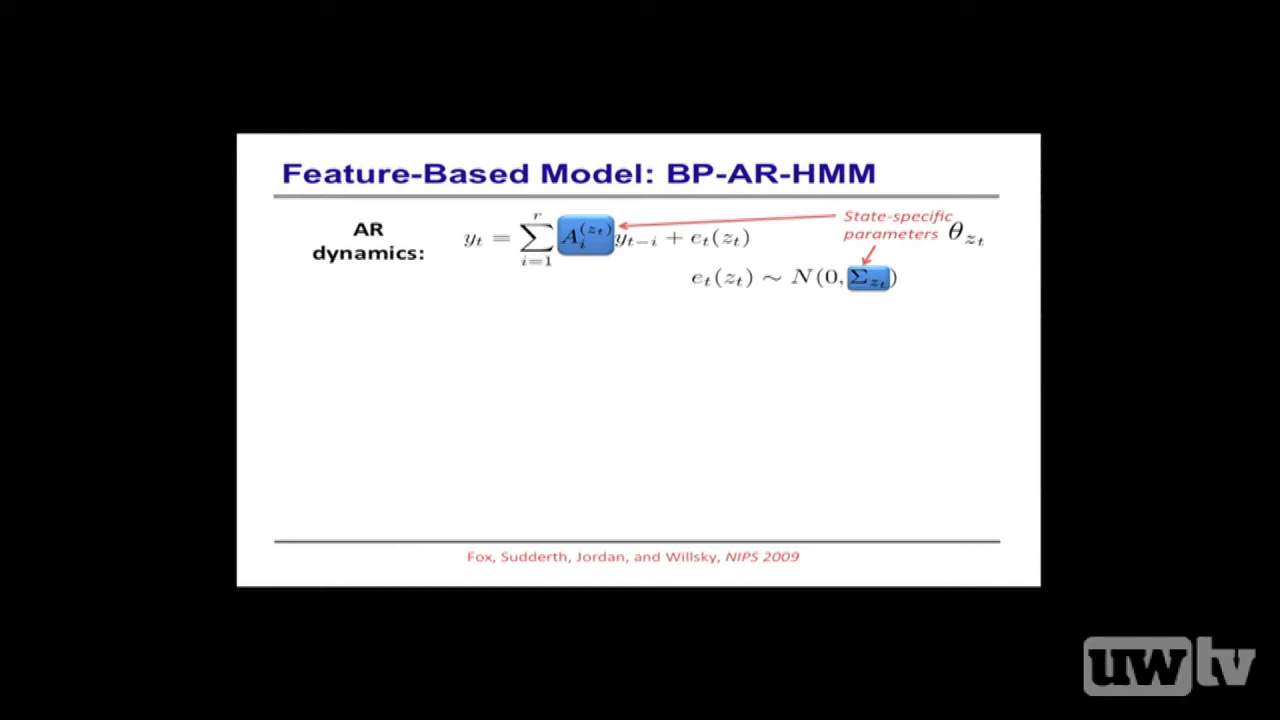 Feature-Based Model: BP-AR-HMM
AR
dynamics:
y_t = \sum_{i=1}^{r} A_i^{(z_t)} y_{t-i} + e_t(z_t)
State-specific
parameters θ_{z_t}
e_t(z_t) ∼ N(0, Σ_{z_t})
Fox, Sudderth, Jordan, and Willsky, NIPS 2009
uwtv